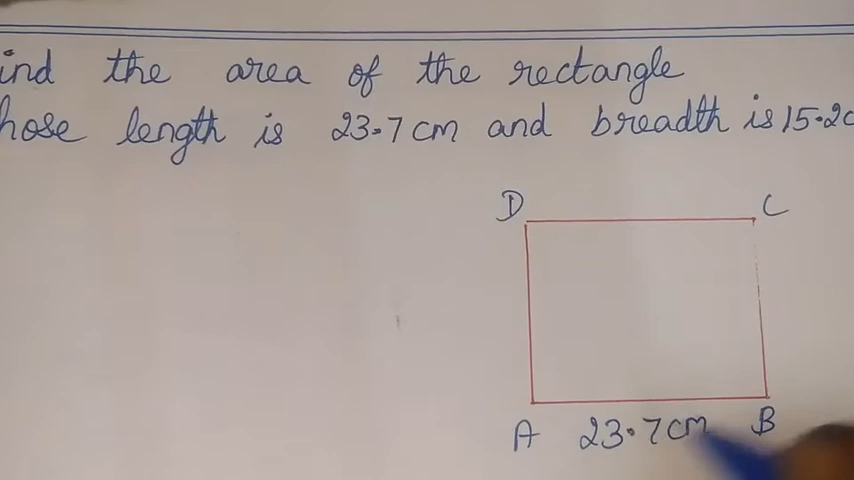 ind the area of the rectangle
hose length is 23.7 cm and breadth is 15.2c
D C
A 23.7cm B